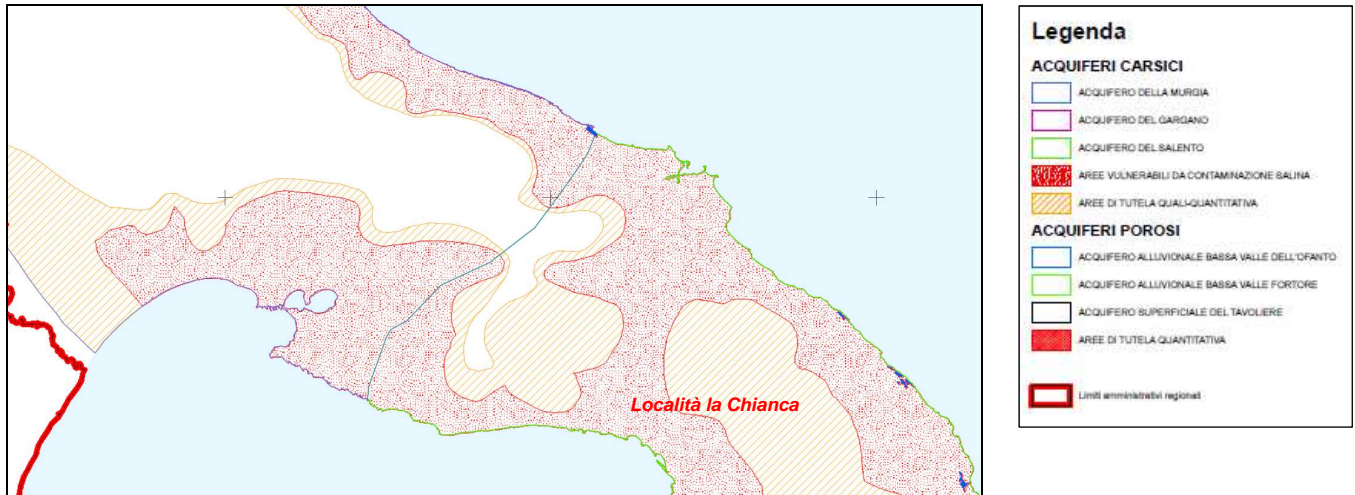 Località la Chianca
Legenda
ACQUIFERI CARSICI
ACQUIFERO DELLA MURGIA
ACQUIFERO DEL GARGANO
ACQUIFERO DEL SALENTO
AREE VULNERABILI DA CONTAMINAZIONE SALINA
AREE DI TUTELA QUALI-QUANTITATIVA
ACQUIFERI POROSI
ACQUIFERO ALLUVIONALE BASSA VALLE DELL'OFANTO
ACQUIFERO ALLUVIONALE BASSA VALLE FORTORE
ACQUIFERO SUPERFICIALE DEL TAVOLIERE
AREE DI TUTELA QUANTITATIVA
Limiti amministrativi regionali